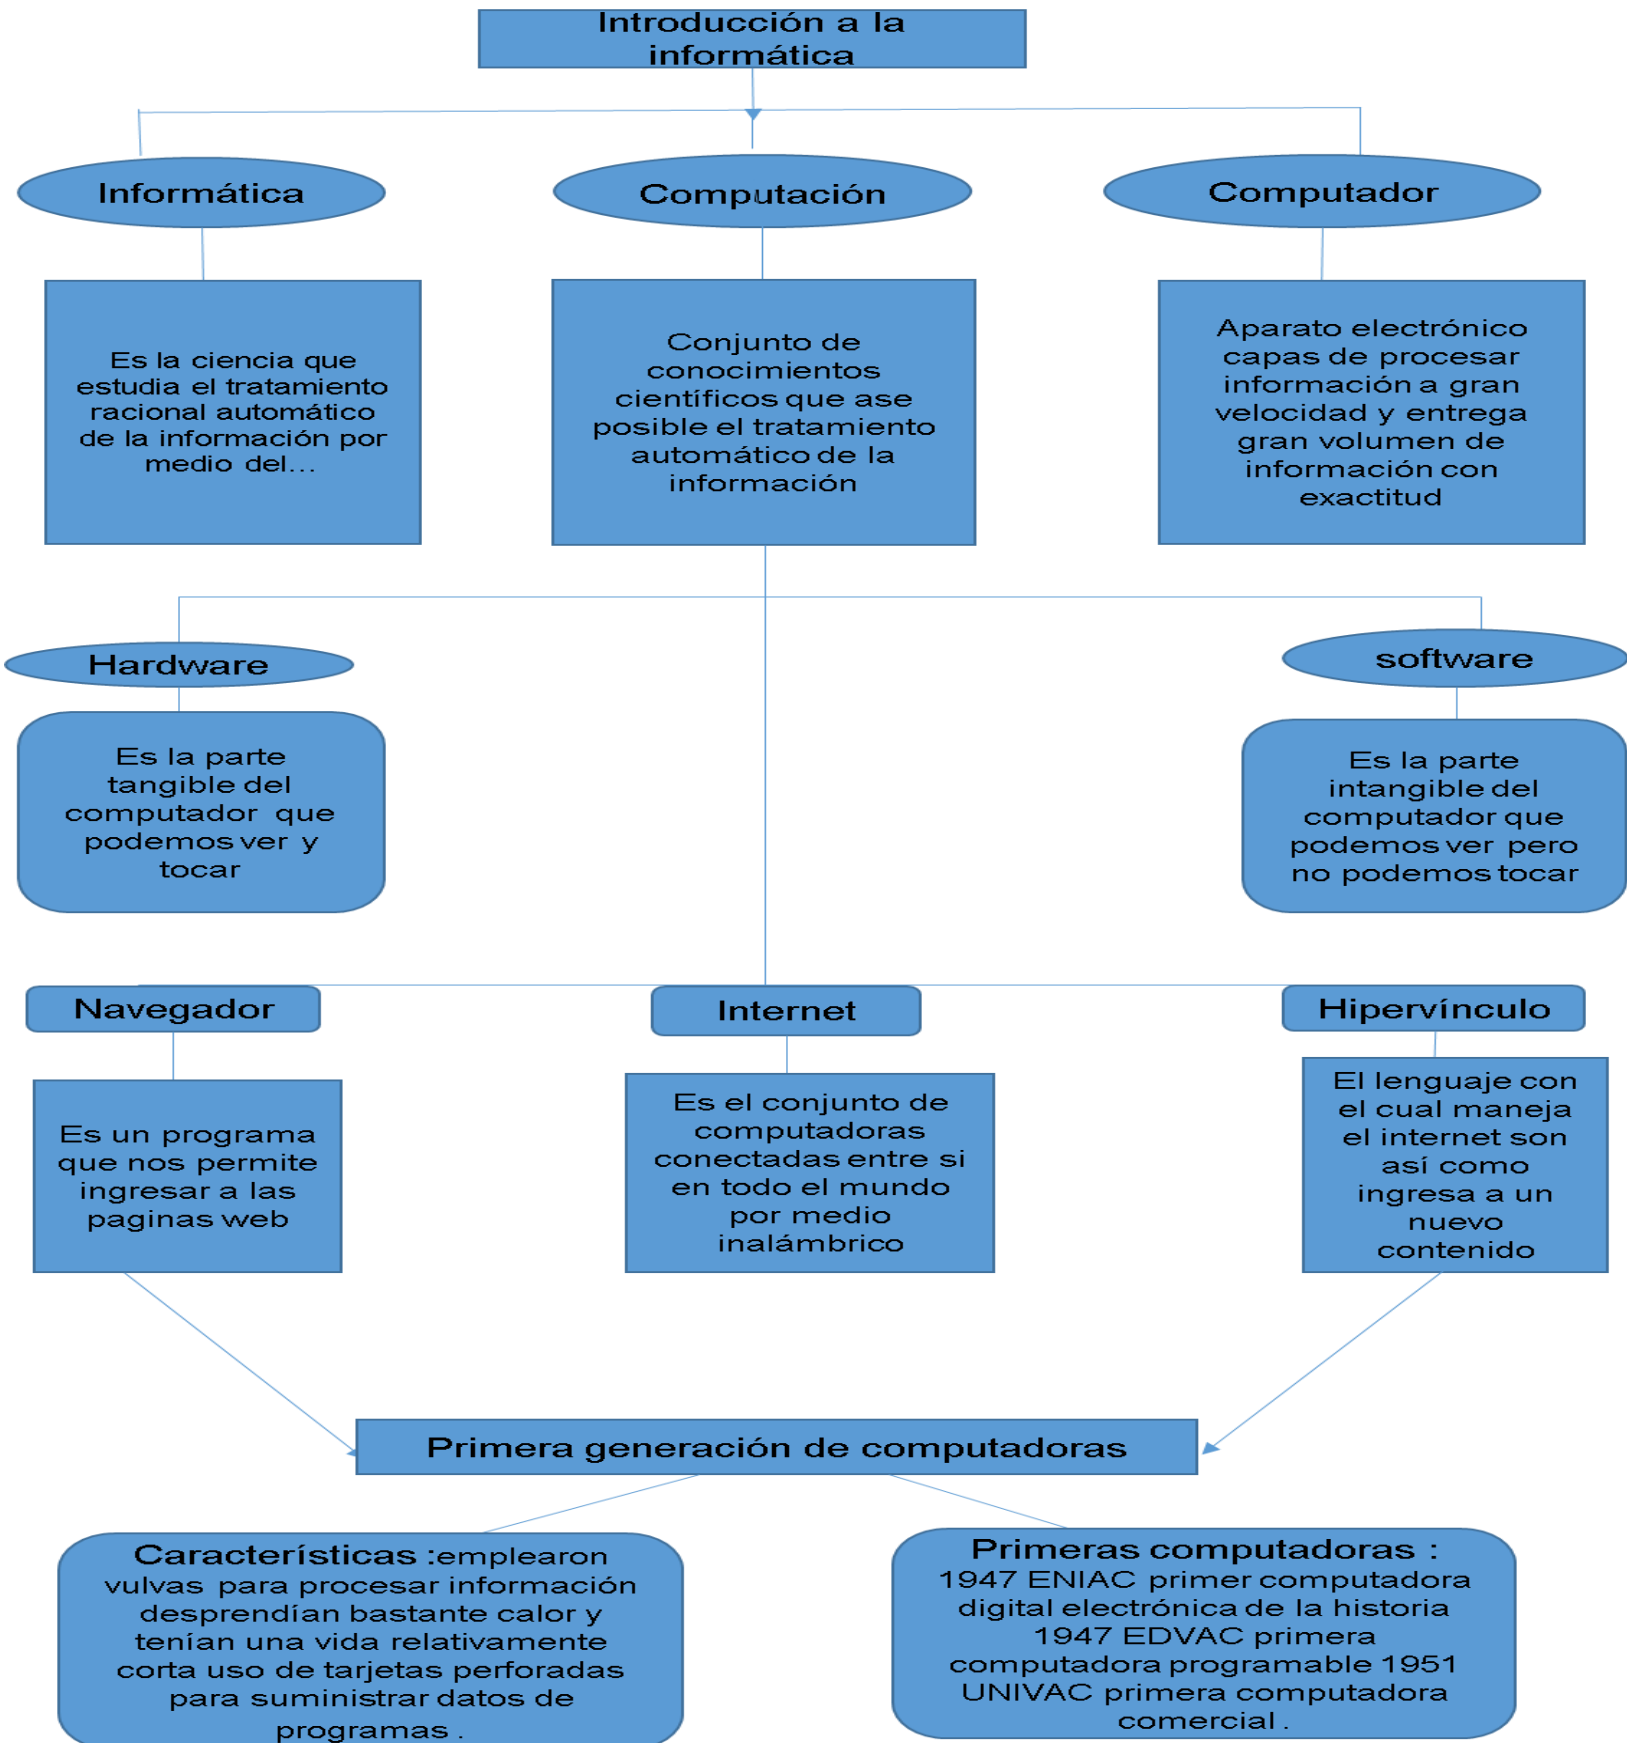 Introducción a la
informática
Informática
Computación
Computador
Es la ciencia que
estudia el tratamiento
racional automático
de la información por
medio del...
Conjunto de
conocimientos
científicos que ase
posible el tratamiento
automático de la
información
Aparato electrónico
capas de procesar
información a gran
velocidad y entrega
gran volumen de
información con
exactitud
Hardware
software
Es la parte
tangible del
computador que
podemos ver y
tocar
Es la parte
intangible del
computador que
podemos ver pero
no podemos tocar
Navegador
Internet
Hipervínculo
Es un programa
que nos permite
ingresar a las
paginas web
Es el conjunto de
computadoras
conectadas entre si
en todo el mundo
por medio
inalámbrico
El lenguaje con
el cual maneja
el internet son
así como
ingresa a un
nuevo
contenido
Primera generación de computadoras
Características :emplearon
vulvas para procesar información
desprendían bastante calor y
tenían una vida relativamente
corta uso de tarjetas perforadas
para suministrar datos de
programas .
Primeras computadoras :
1947 ENIAC primer computadora
digital electrónica de la historia
1947 EDVAC primera
computadora programable 1951
UNIVAC primera computadora
comercial .